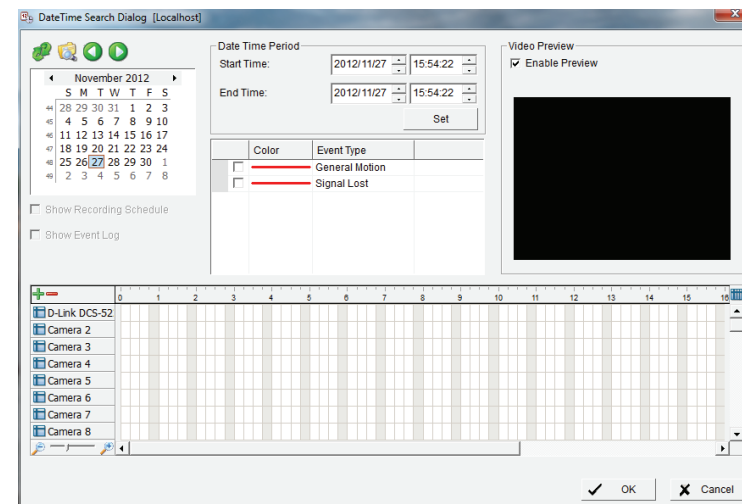 DateTime Search Dialog [Localhost]
November 2012
S M T W T F S
44 28 29 30 31 1 2 3
45 4 5 6 7 8 9 10
46 11 12 13 14 15 16 17
47 18 19 20 21 22 23 24
48 25 26 27 28 29 30 1
49 2 3 4 5 6 7 8
Show Recording Schedule
Show Event Log
Date Time Period
Start Time: 2012/11/27 15:54:22
End Time: 2012/11/27 15:54:22
Set
Color Event Type
General Motion
Signal Lost
Video Preview
Enable Preview
0 1 2 3 4 5 6 7 8 9 10 11 12 13 14 15 16
D-Link DCS-52
Camera 2
Camera 3
Camera 4
Camera 5
Camera 6
Camera 7
Camera 8
OK Cancel